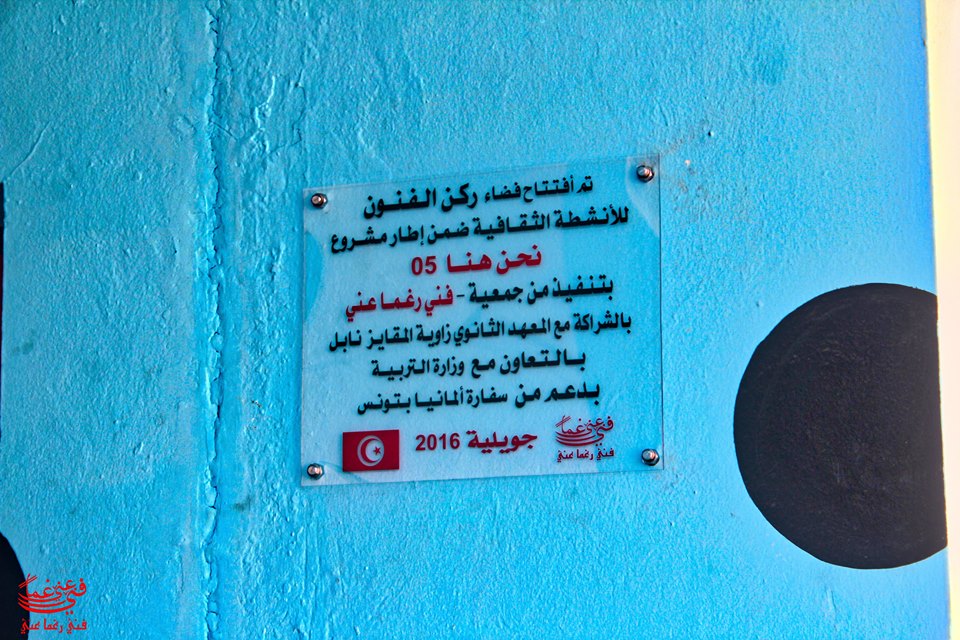 تم أفتتاح فضاء ركن الفنون
للأنشطة الثقافية ضمن إطار مشروع
نحن هنا 05
بتنفيذ من جمعية - فني رغما عني
بالشراكة مع المعهد الثانوي زاوية المقايز نابل
بالتعاون مع وزارة التربية
بدعم من سفارة ألمانيا بتونس
جويلية 2016
فني رغما عني
فني رغما عني